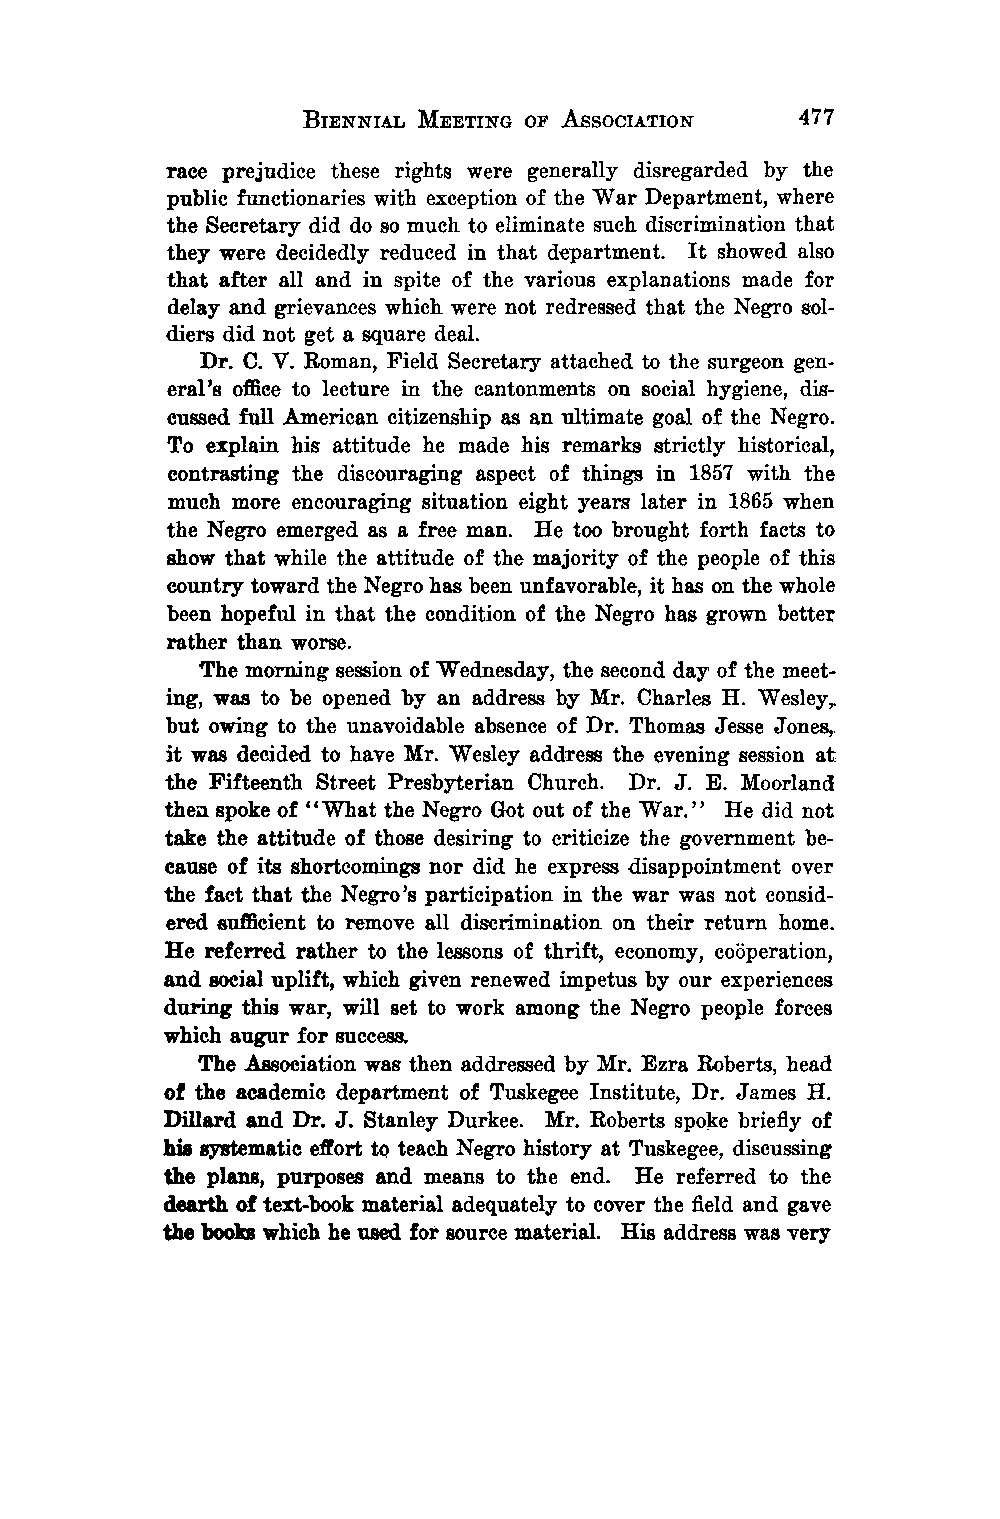 BIENNIAL MEETING OF ASSOCIATION 477
race prejudice these rights were generally disregarded by the
public functionaries with exception of the War Department, where
the Secretary did do so much to eliminate such discrimination that
they were decidedly reduced in that department. It showed also
that after all and in spite of the various explanations made for
delay and grievances which were not redressed that the Negro sol-
diers did not get a square deal.
Dr. C. V. Roman, Field Secretary attached to the surgeon gen-
eral's office to lecture in the cantonments on social hygiene, dis-
cussed full American citizenship as an ultimate goal of the Negro.
To explain his attitude he made his remarks strictly historical,
contrasting the discouraging aspect of things in 1857 with the
much more encouraging situation eight years later in 1865 when
the Negro emerged as a free man. He too brought forth facts to
show that while the attitude of the majority of the people of this
country toward the Negro has been unfavorable, it has on the whole
been hopeful in that the condition of the Negro has grown better
rather than worse.
The morning session of Wednesday, the second day of the meet-
ing, was to be opened by an address by Mr. Charles H. Wesley,
but owing to the unavoidable absence of Dr. Thomas Jesse Jones,
it was decided to have Mr. Wesley address the evening session at
the Fifteenth Street Presbyterian Church. Dr. J. E. Moorland
then spoke of "What the Negro Got out of the War." He did not
take the attitude of those desiring to criticize the government be-
cause of its shortcomings nor did he express disappointment over
the fact that the Negro's participation in the war was not consid-
ered sufficient to remove all discrimination on their return home.
He referred rather to the lessons of thrift, economy, coöperation,
and social uplift, which given renewed impetus by our experiences
during this war, will set to work among the Negro people forces
which augur for success.
The Association was then addressed by Mr. Ezra Roberts, head
of the academic department of Tuskegee Institute, Dr. James H.
Dillard and Dr. J. Stanley Durkee. Mr. Roberts spoke briefly of
his systematic effort to teach Negro history at Tuskegee, discussing
the plans, purposes and means to the end. He referred to the
dearth of text-book material adequately to cover the field and gave
the books which he used for source material. His address was very